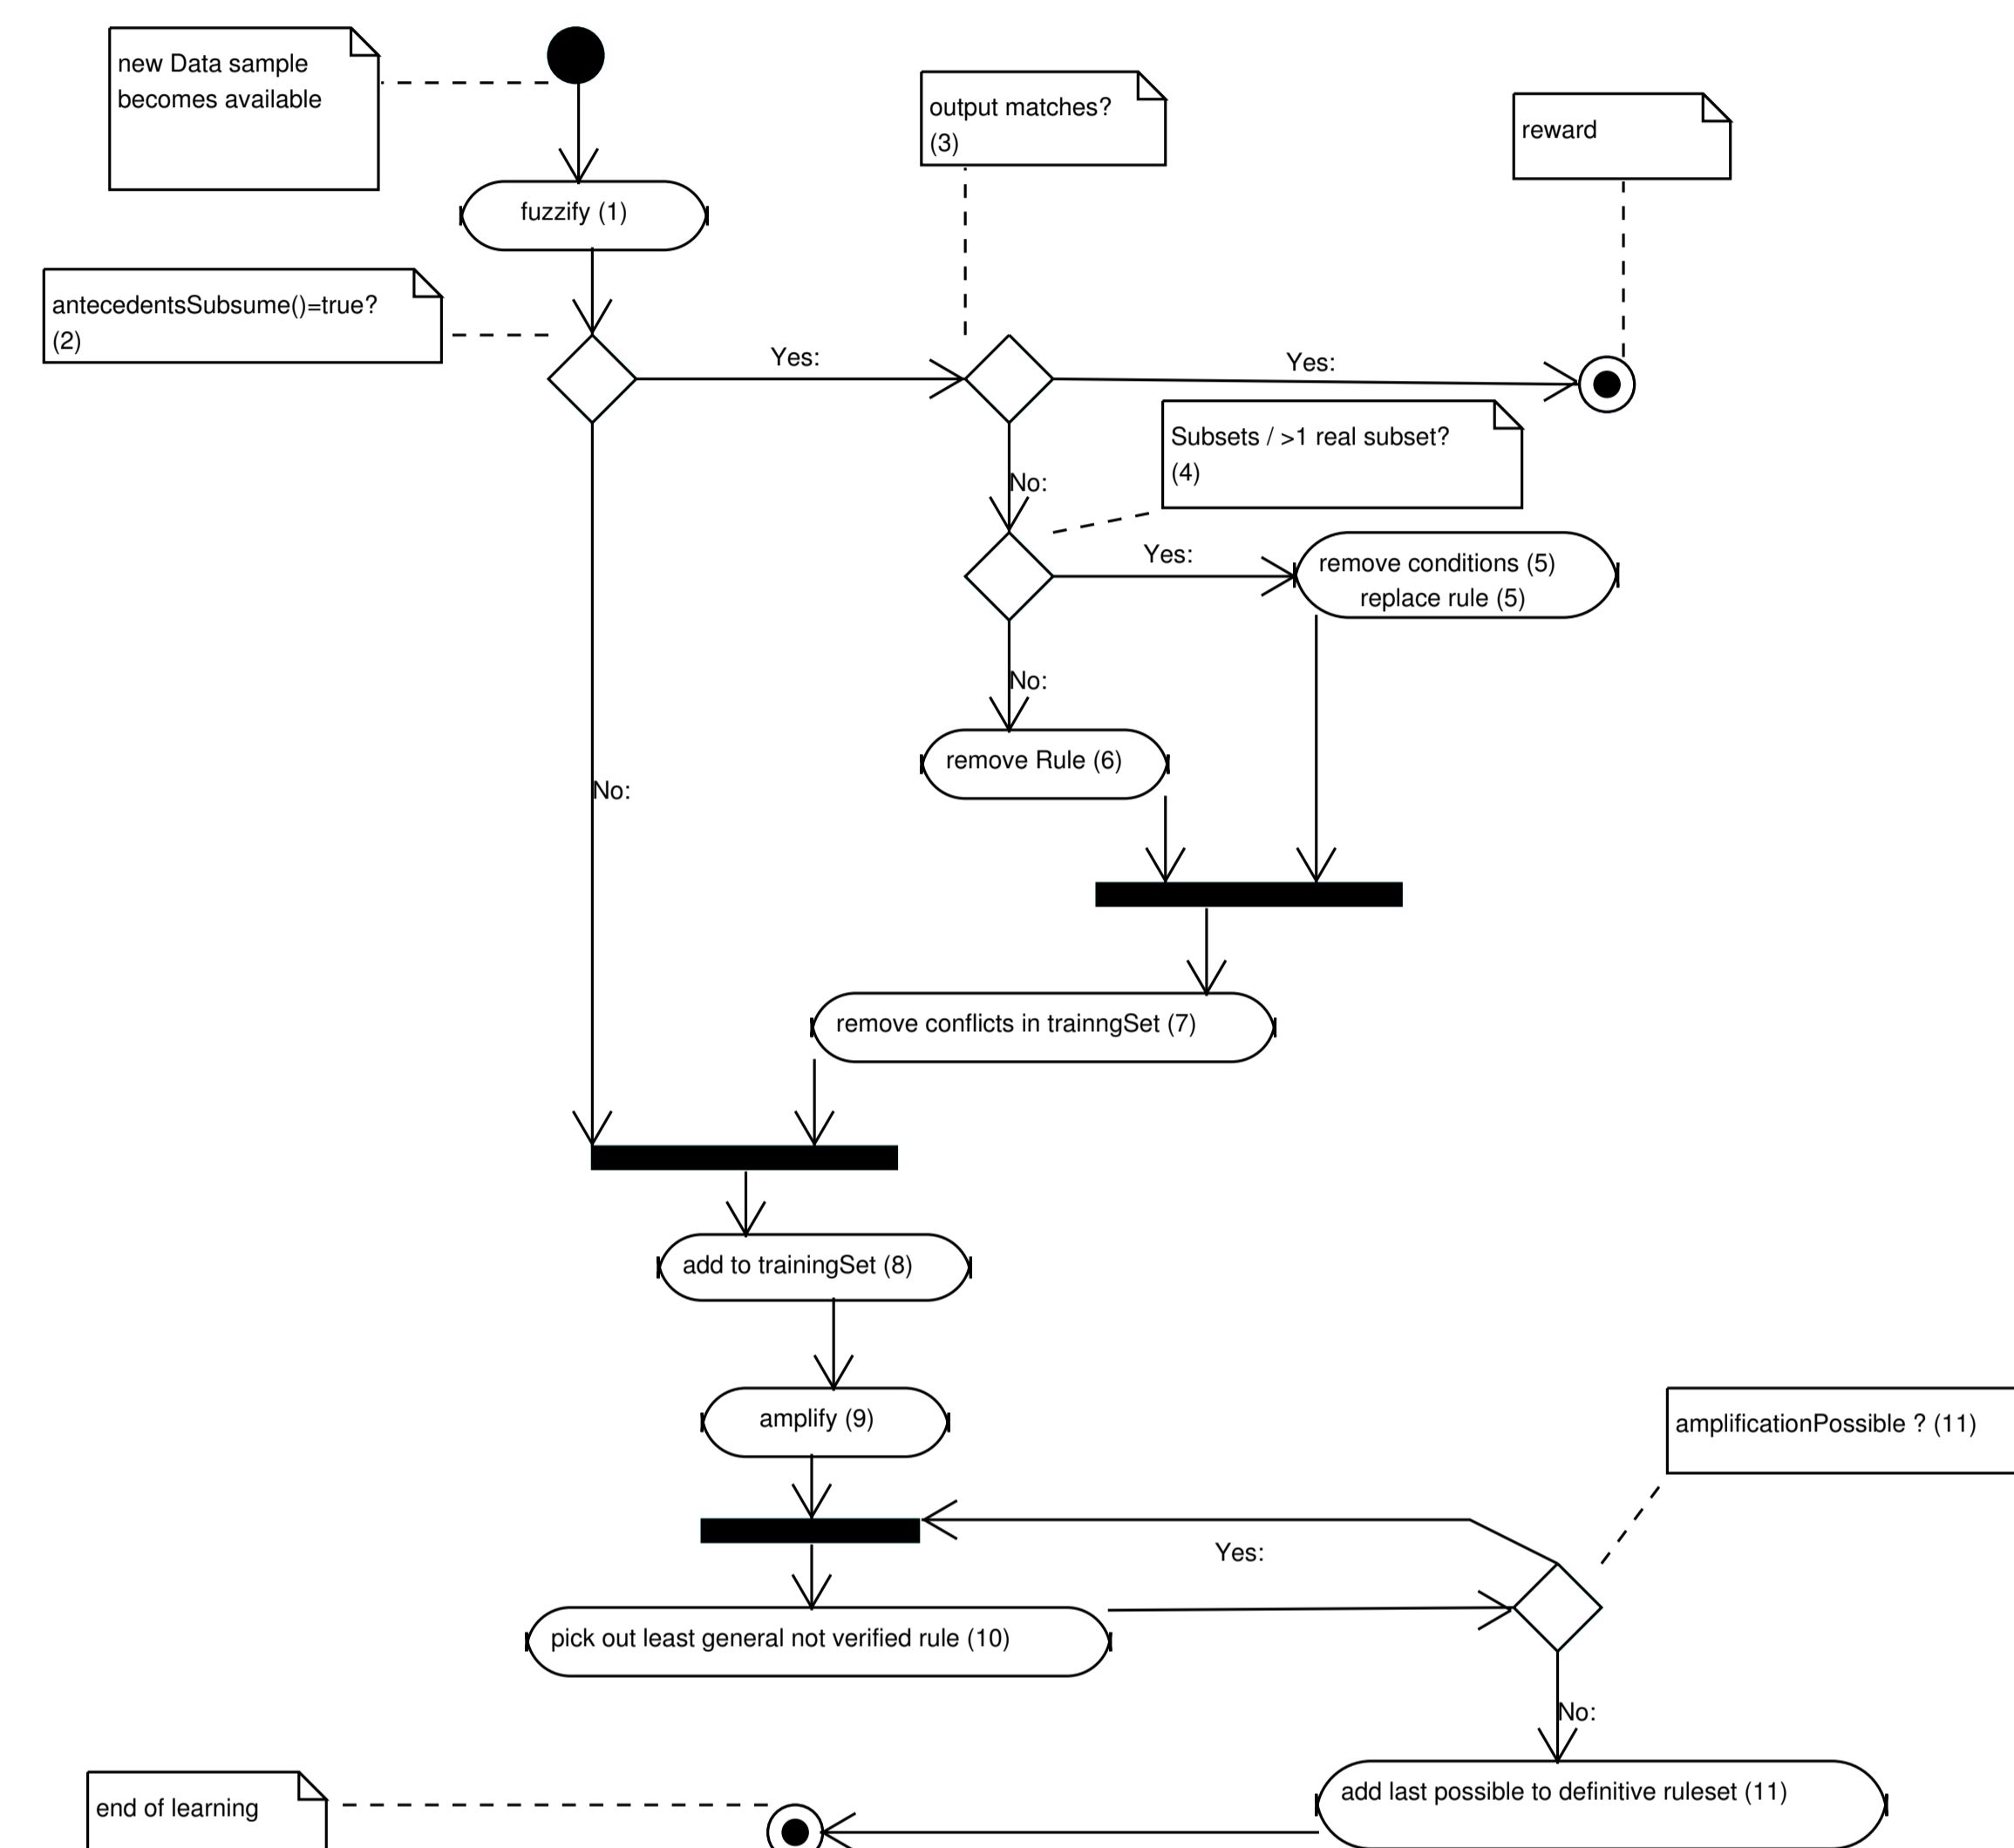 new Data sample
becomes available
output matches?
(3)
reward
fuzzify (1)
antecedentsSubsume()=true?
(2)
Yes:
Yes:
Subsets / >1 real subset?
(4)
No:
Yes:
remove conditions (5)
replace rule (5)
No:
remove Rule (6)
No:
remove conflicts in trainngSet (7)
add to trainingSet (8)
amplify (9)
amplificationPossible ? (11)
Yes:
pick out least general not verified rule (10)
No:
add last possible to definitive ruleset (11)
end of learning